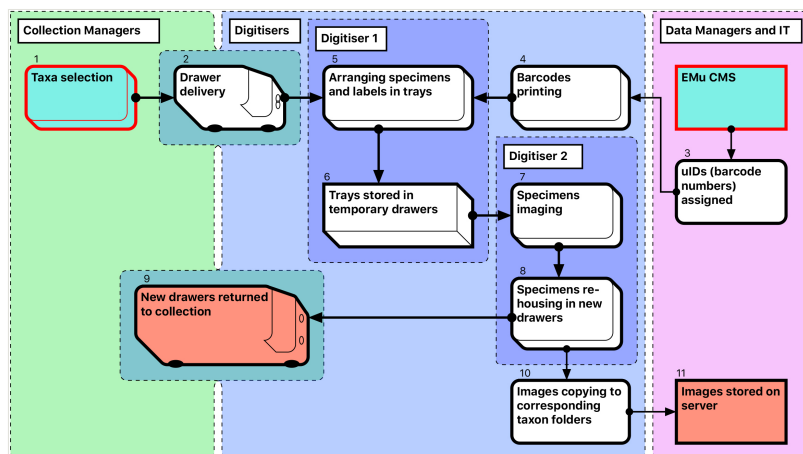 Collection Managers
Digitisers
Digitiser 1
Data Managers and IT
1
Taxa selection
2
Drawer
delivery
5
Arranging specimens
and labels in trays
4
Barcodes
printing
EMu CMS
Digitiser 2
3
uIDs (barcode
numbers)
assigned
6
Trays stored in
temporary drawers
7
Specimens
imaging
8
Specimens re-
housing in new
drawers
9
New drawers returned
to collection
10
Images copying to
corresponding
taxon folders
11
Images stored on
server